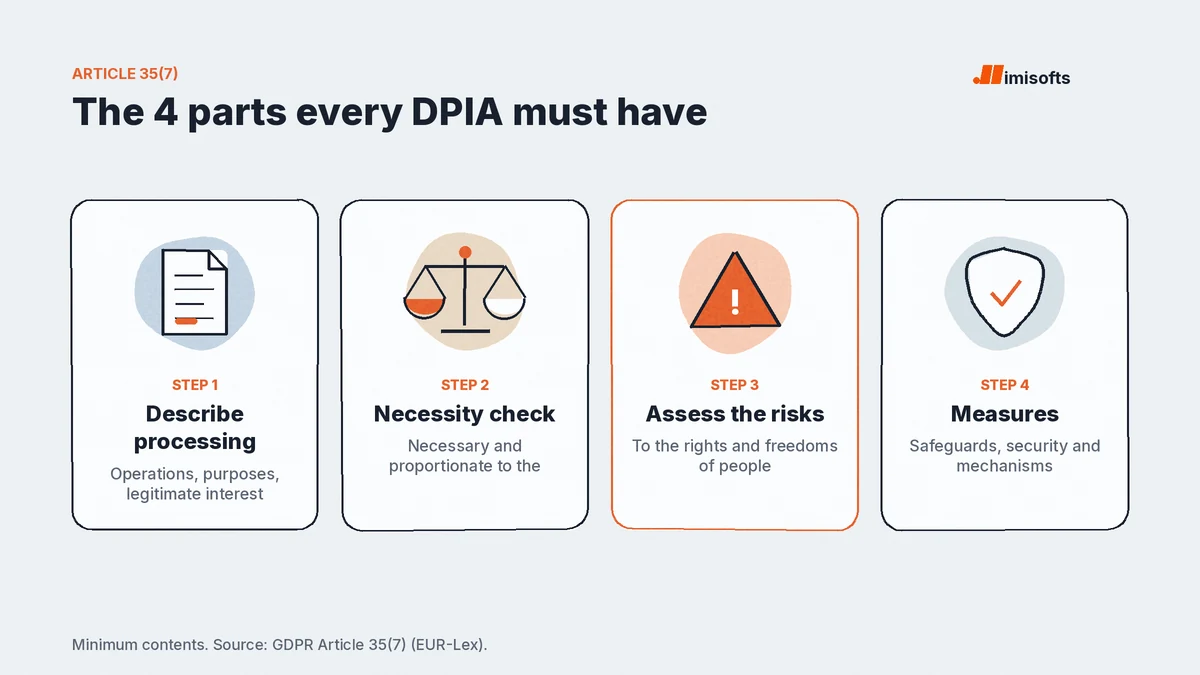 ARTICLE 35(7)
The 4 parts every DPIA must have
imisofts
STEP 1
Describe
processing
Operations, purposes,
legitimate interest
STEP 2
Necessity check
Necessary and
proportionate to the
STEP 3
Assess the risks
To the rights and freedoms
of people
STEP 4
Measures
Safeguards, security and
mechanisms
Minimum contents. Source: GDPR Article 35(7) (EUR-Lex).